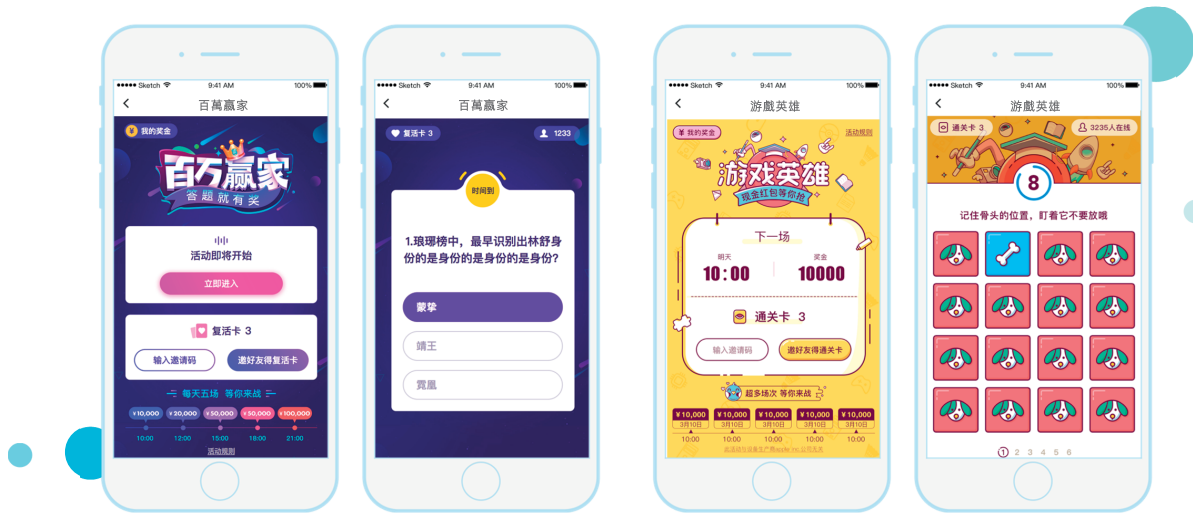 ••••• Sketch 9:41 AM 100%
百萬贏家
¥ 我的奖金
百万赢家
答题就有奖
活动即将开始
立即进入
复活卡 3
输入邀请码 邀好友得复活卡
每天五场 等你来战
¥10,000 ¥20,000 ¥50,000 ¥50,000 ¥100,000
10:00 12:00 15:00 18:00 21:00
活动规则
••••• Sketch 9:41 AM 100%
百萬贏家
复活卡 3 1233
时间到
1.琅琊榜中，最早识别出林舒身
份的是身份的是身份的是身份?
蒙挚
靖王
霓凰
••••• Sketch 9:41 AM 100%
游戲英雄
¥ 我的奖金 活动规则
游戏英雄
现金红包等你抢
下一场
明天 奖金
10:00 10000
通关卡 3
输入邀请码 邀好友得通关卡
超多场次 等你来战
¥10,000 ¥10,000 ¥10,000 ¥10,000 ¥10,000
3月10日 3月10日 3月10日 3月10日 3月10日
10:00 10:00 10:00 10:00 10:00
••••• Sketch 9:41 AM 100%
游戲英雄
通关卡 3 3235人在线
8
记住骨头的位置，盯着它不要放哦
1 2 3 4 5 6